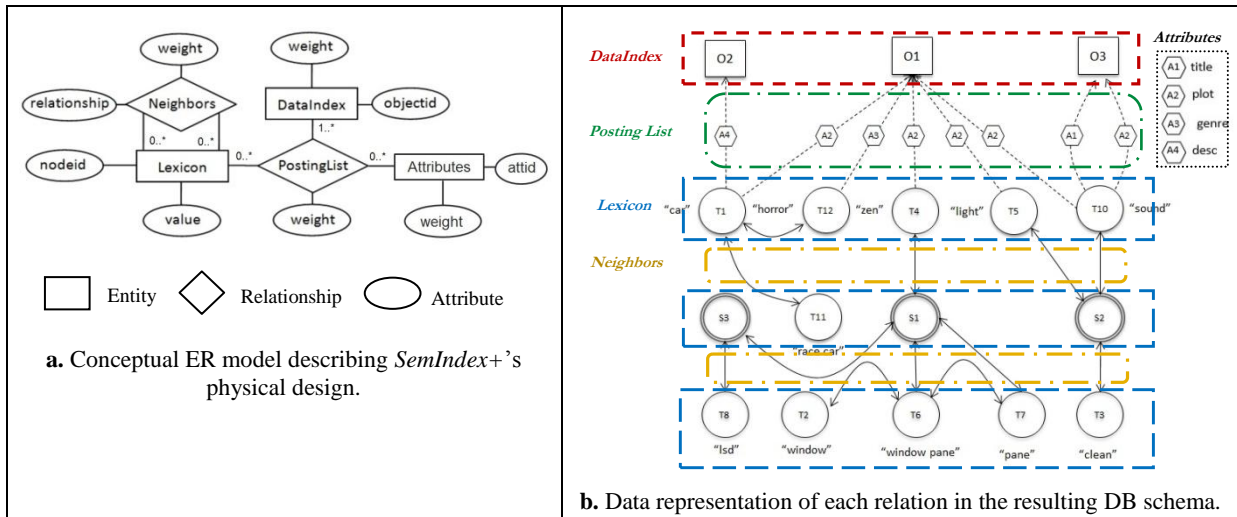 weight
weight
relationship
Neighbors
DataIndex
objectid
0..*
0..*
1..*
nodeid
Lexicon
0..*
PostingList
0..*
Attributes
attid
value
weight
weight
Entity
Relationship
Attribute
a. Conceptual ER model describing SemIndex+'s
physical design.
DataIndex
O2
O1
O3
Attributes
A1 title
A2 plot
A3 genre
A4 desc
Posting List
A4
A2
A3
A2
A2
A2
A1
A2
Lexicon
"car"
T1
"horror"
T12
"zen"
T4
"light"
T5
T10
"sound"
Neighbors
S3
T11
S1
S2
"race car"
T8
T2
T6
T7
T3
"lsd"
"window"
"window pane"
"pane"
"clean"
b. Data representation of each relation in the resulting DB schema.